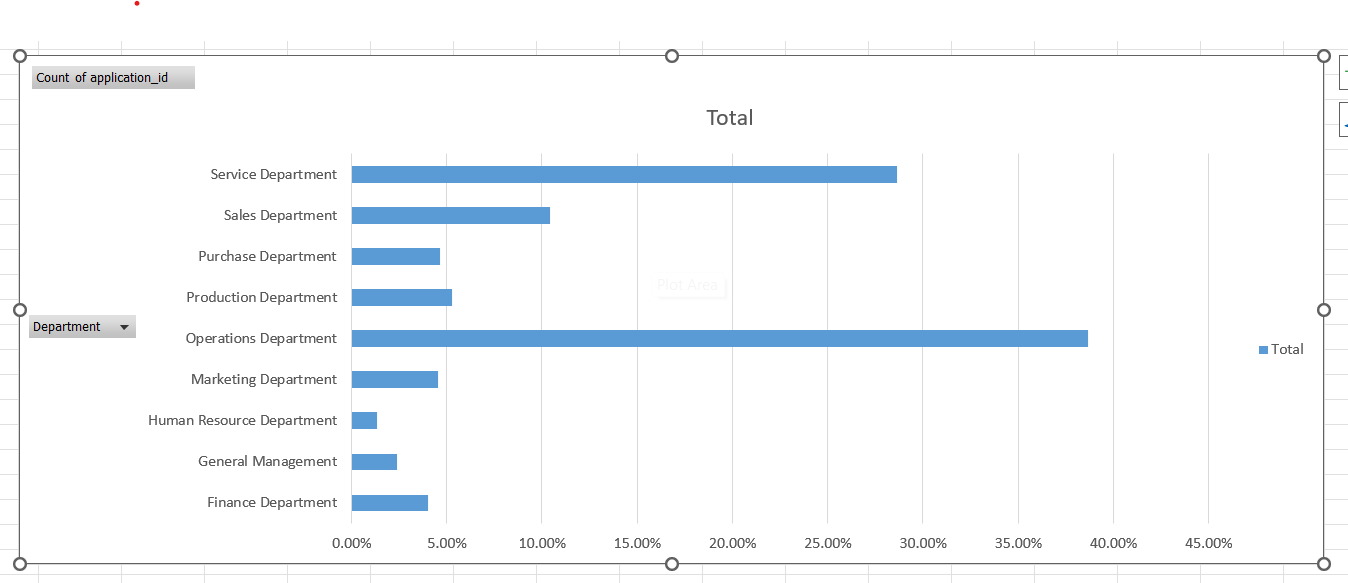 Count of application_id
Total
Service Department
Sales Department
Purchase Department
Plot Area
Production Department
Department
Operations Department
Total
Marketing Department
Human Resource Department
General Management
Finance Department
0.00% 5.00% 10.00% 15.00% 20.00% 25.00% 30.00% 35.00% 40.00% 45.00%